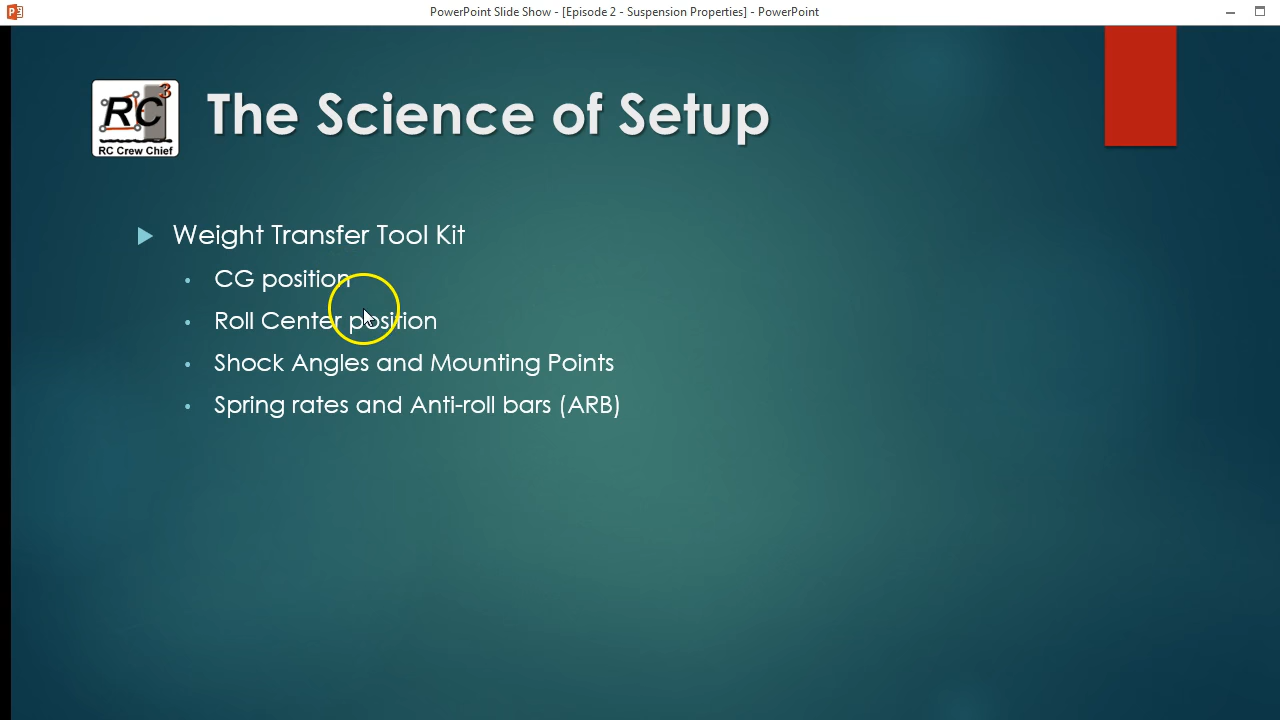 PowerPoint Slide Show - [Episode 2 - Suspension Properties] - PowerPoint
RC3
RC Crew Chief
The Science of Setup
Weight Transfer Tool Kit
CG position
Roll Center position
Shock Angles and Mounting Points
Spring rates and Anti-roll bars (ARB)